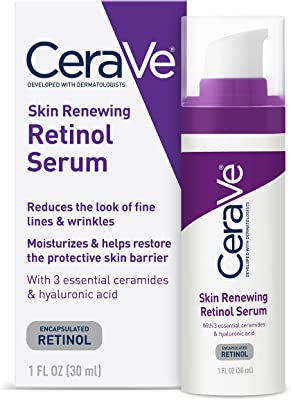 CeraVe®
DEVELOPED WITH DERMATOLOGISTS
Skin Renewing
Retinol
Serum
Reduces the look of fine
lines & wrinkles
Moisturizes & helps restore
the protective skin barrier
With 3 essential ceramides
& hyaluronic acid
ENCAPSULATED
RETINOL
1 FL OZ (30 ml)
CeraVe®
DEVELOPED WITH DERMATOLOGISTS
Skin Renewing
Retinol Serum
With 3 essential ceramides
& hyaluronic acid
ENCAPSULATED
RETINOL
1 FL OZ (30 ml)